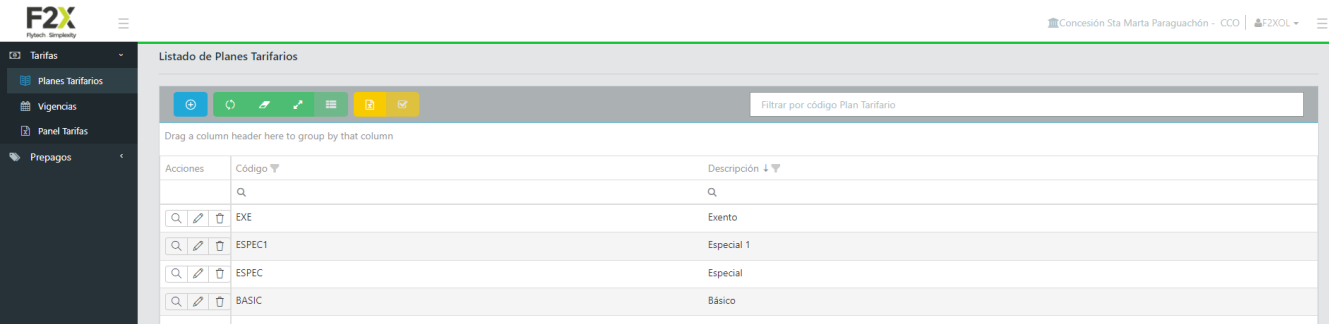 F2X
Flytech Simplexity
Concesión Sta Marta Paraguachón - CCO
F2XOL
Tarifas
Planes Tarifarios
Vigencias
Panel Tarifas
Prepagos
Listado de Planes Tarifarios
Filtrar por código Plan Tarifario
Drag a column header here to group by that column
Acciones Código Descripción
EXE Exento
ESPEC1 Especial 1
ESPEC Especial
BASIC Básico